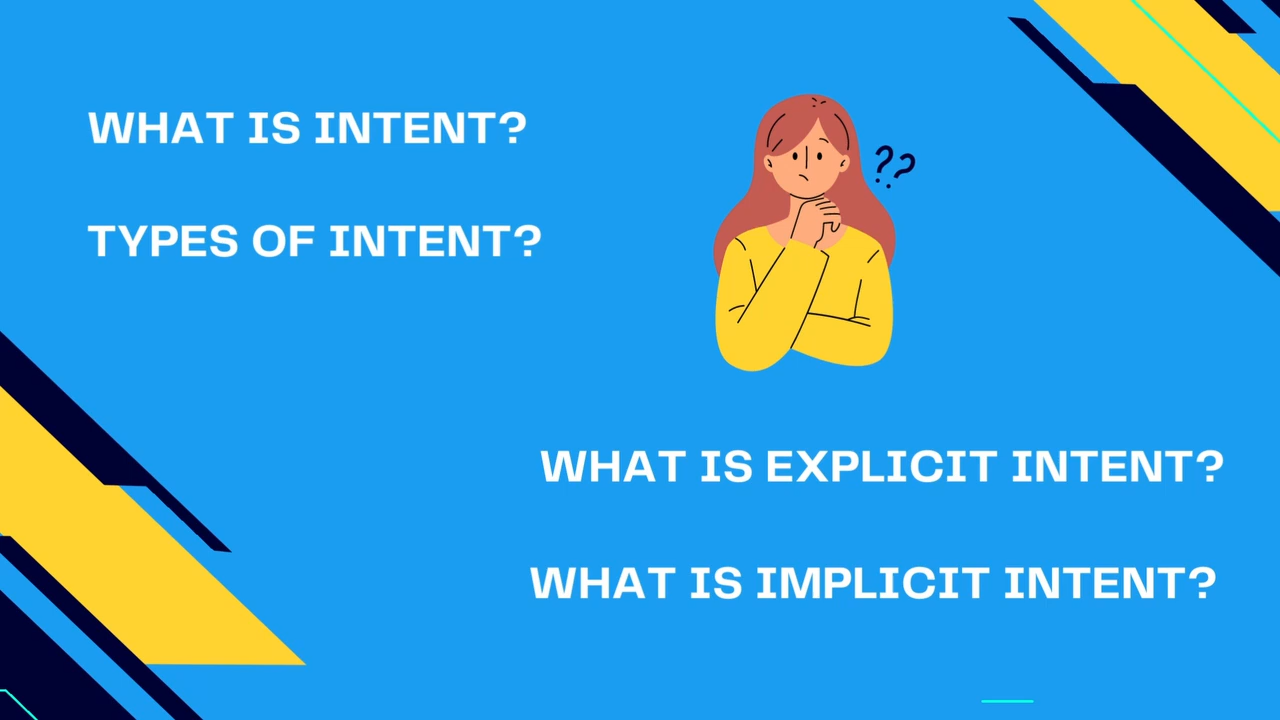 WHAT IS INTENT?
TYPES OF INTENT?
??
WHAT IS EXPLICIT INTENT?
WHAT IS IMPLICIT INTENT?